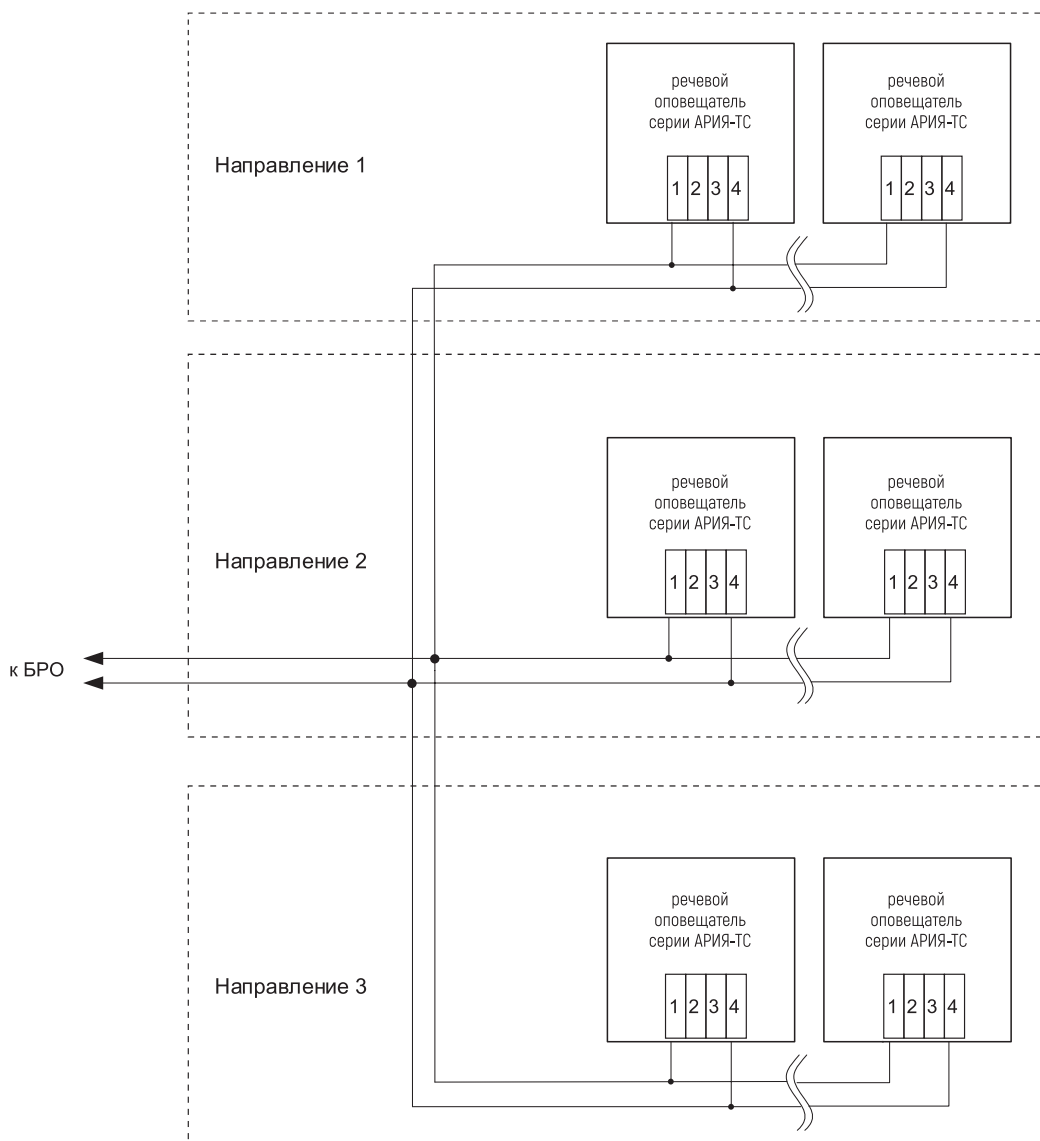 речевой
оповещатель
серии АРИЯ-ТС
речевой
оповещатель
серии АРИЯ-ТС
Направление 1
1 2 3 4
1 2 3 4
речевой
оповещатель
серии АРИЯ-ТС
речевой
оповещатель
серии АРИЯ-ТС
Направление 2
1 2 3 4
1 2 3 4
к БРО
речевой
оповещатель
серии АРИЯ-ТС
речевой
оповещатель
серии АРИЯ-ТС
Направление 3
1 2 3 4
1 2 3 4